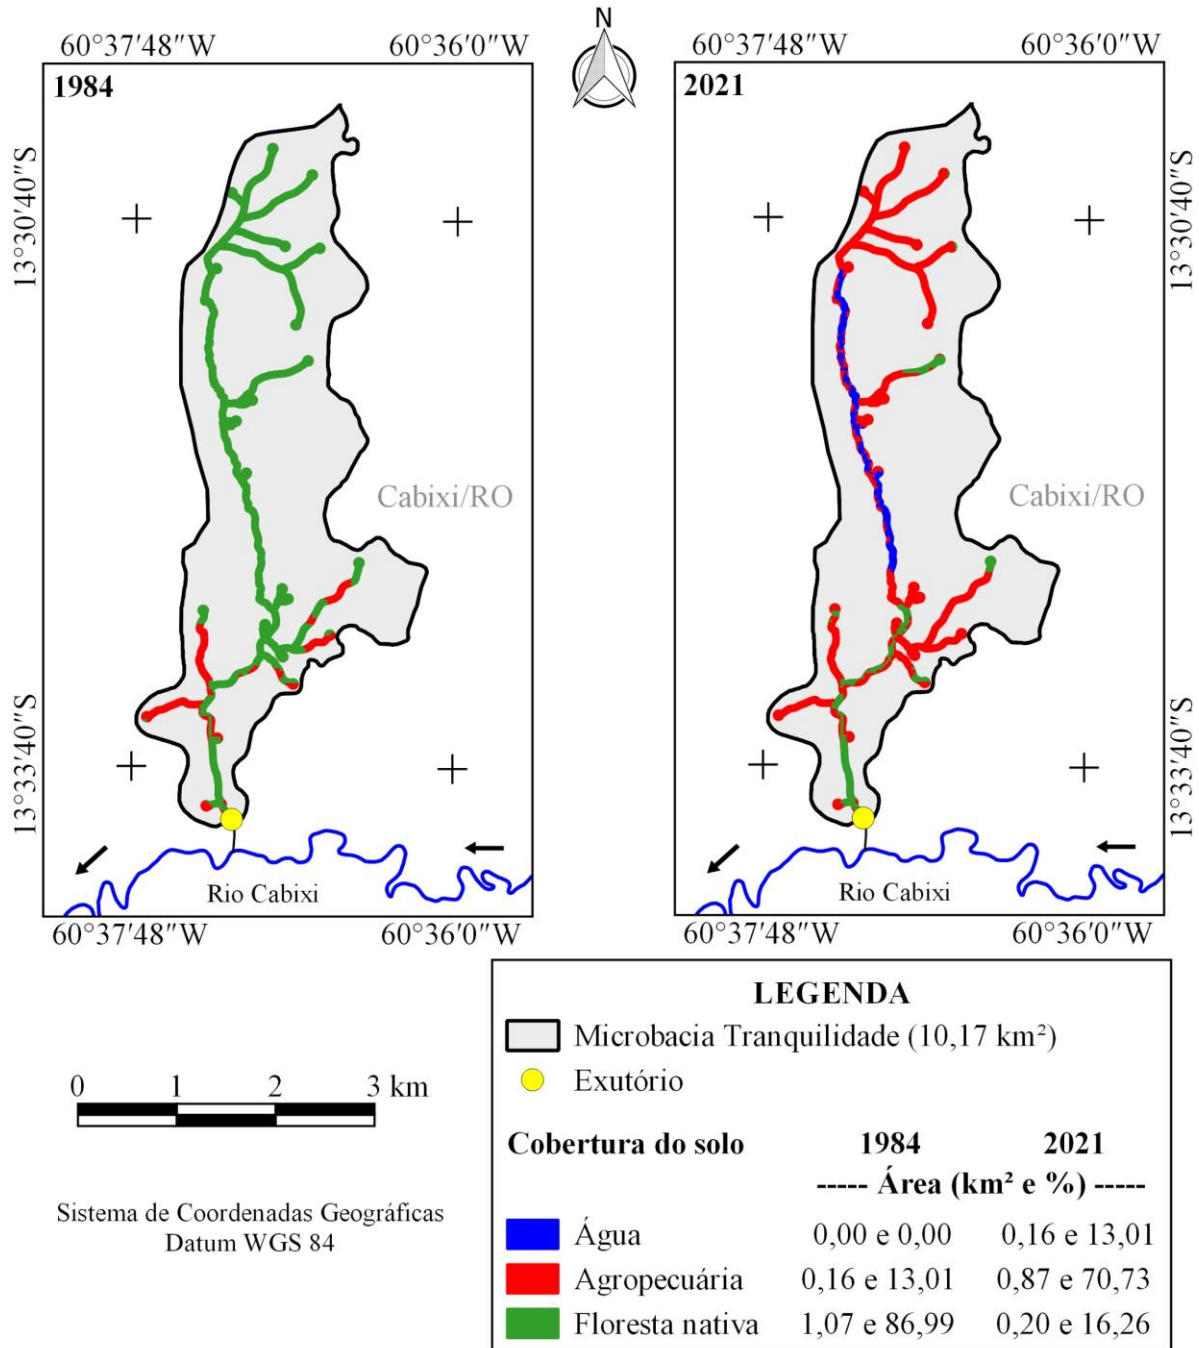 N
60°37′48″W 60°36′0″W 60°37′48″W 60°36′0″W
1984
2021
13°30′40″S
13°30′40″S
Cabixi/RO
Cabixi/RO
13°33′40″S
13°33′40″S
Rio Cabixi
Rio Cabixi
60°37′48″W 60°36′0″W 60°37′48″W 60°36′0″W
0 1 2 3 km
Sistema de Coordenadas Geográficas
Datum WGS 84
LEGENDA
Microbacia Tranquilidade (10,17 km²)
Exutório
Cobertura do solo 1984 2021
----- Área (km² e %) -----
Água 0,00 e 0,00 0,16 e 13,01
Agropecuária 0,16 e 13,01 0,87 e 70,73
Floresta nativa 1,07 e 86,99 0,20 e 16,26